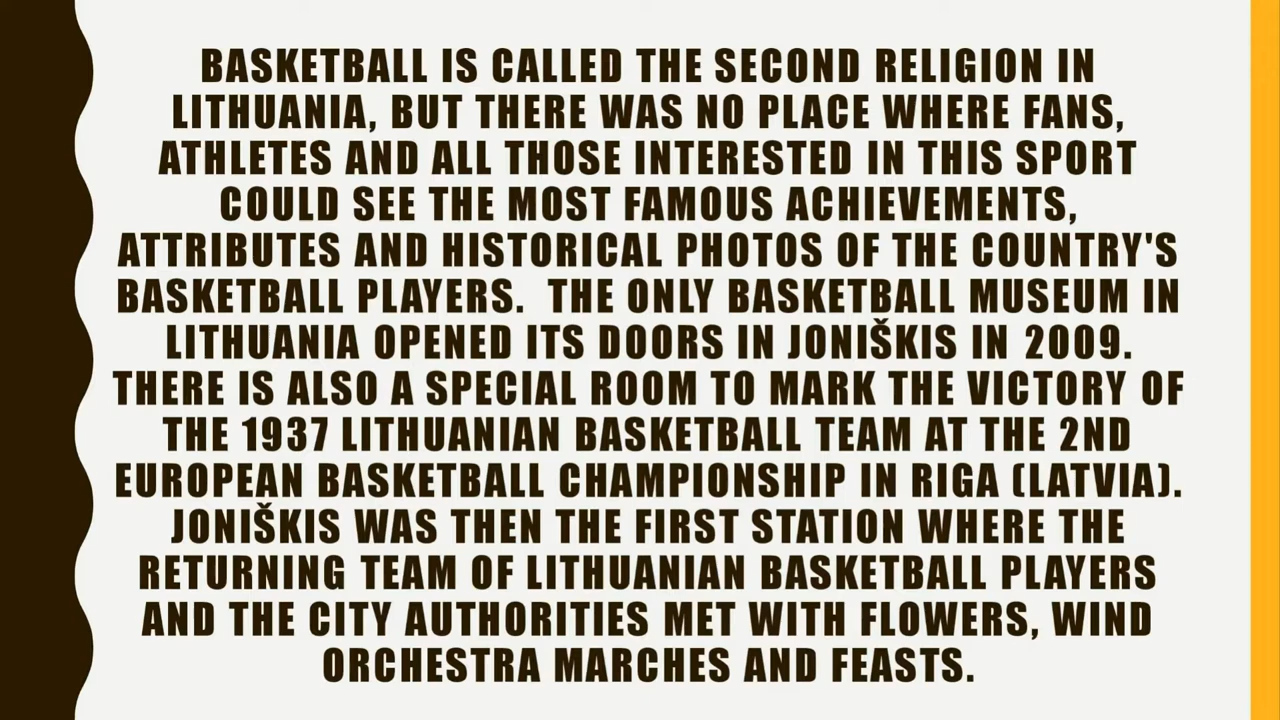 BASKETBALL IS CALLED THE SECOND RELIGION IN
LITHUANIA, BUT THERE WAS NO PLACE WHERE FANS,
ATHLETES AND ALL THOSE INTERESTED IN THIS SPORT
COULD SEE THE MOST FAMOUS ACHIEVEMENTS,
ATTRIBUTES AND HISTORICAL PHOTOS OF THE COUNTRY'S
BASKETBALL PLAYERS.  THE ONLY BASKETBALL MUSEUM IN
LITHUANIA OPENED ITS DOORS IN JONIŠKIS IN 2009.
THERE IS ALSO A SPECIAL ROOM TO MARK THE VICTORY OF
THE 1937 LITHUANIAN BASKETBALL TEAM AT THE 2ND
EUROPEAN BASKETBALL CHAMPIONSHIP IN RIGA (LATVIA).
JONIŠKIS WAS THEN THE FIRST STATION WHERE THE
RETURNING TEAM OF LITHUANIAN BASKETBALL PLAYERS
AND THE CITY AUTHORITIES MET WITH FLOWERS, WIND
ORCHESTRA MARCHES AND FEASTS.